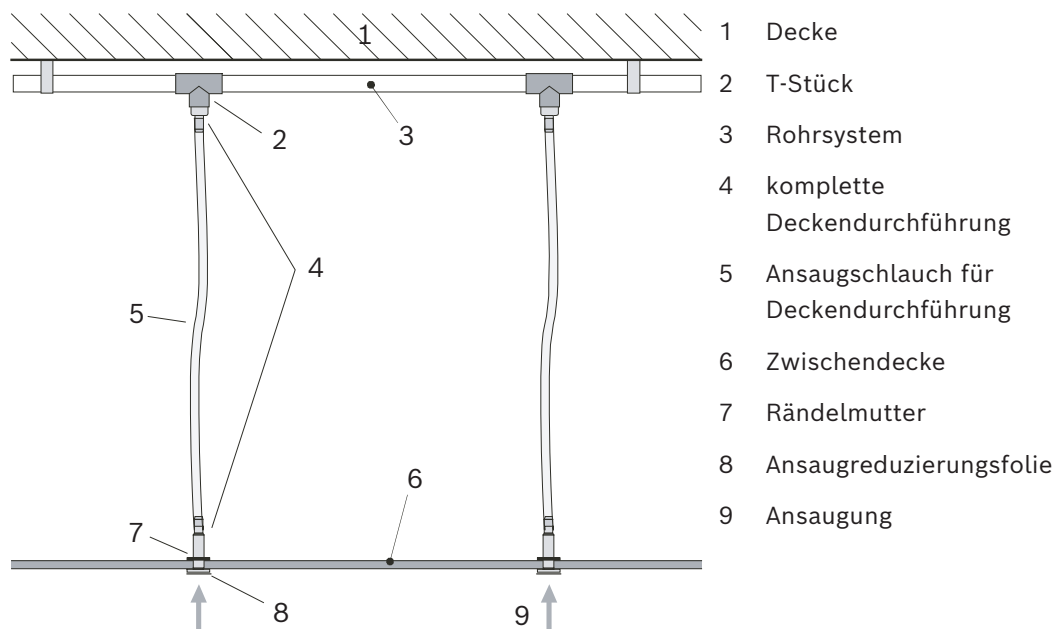 1
2
3
4
5
6
7
8
9
1 Decke
2 T-Stück
3 Rohrsystem
4 komplette
Deckendurchführung
5 Ansaugschlauch für
Deckendurchführung
6 Zwischendecke
7 Rändelmutter
8 Ansaugreduzierungsfolie
9 Ansaugung